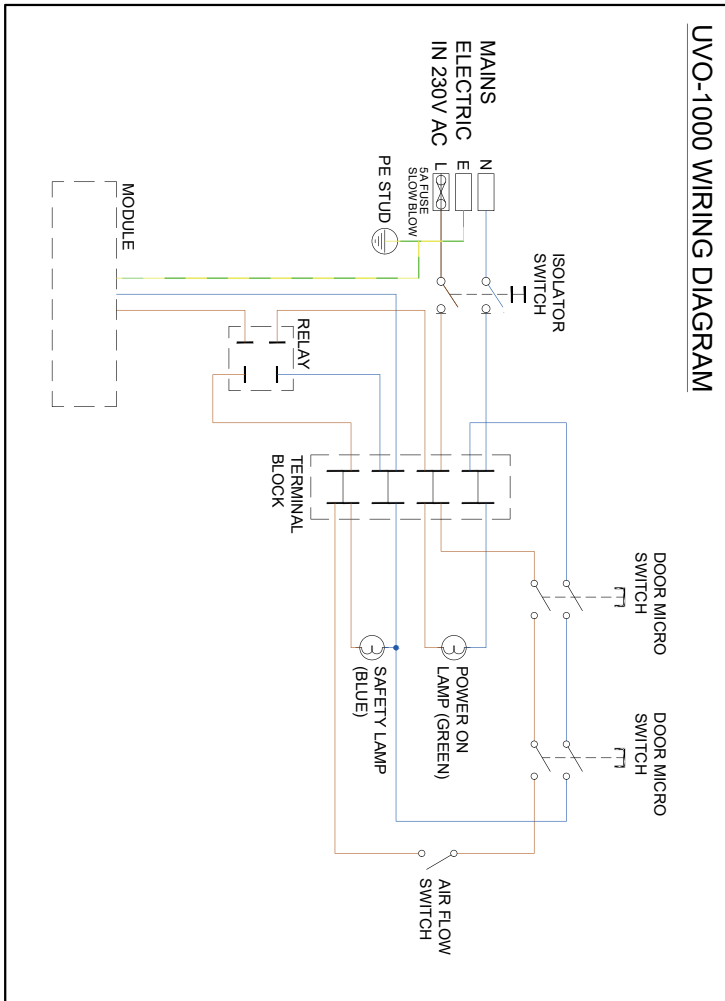 UVO-1000 WIRING DIAGRAM
MAINS
ELECTRIC
IN 230V AC
N
E
L
5A FUSE
SLOW BLOW
PE STUD
ISOLATOR
SWITCH
MODULE
RELAY
TERMINAL
BLOCK
DOOR MICRO
SWITCH
DOOR MICRO
SWITCH
POWER ON
LAMP (GREEN)
SAFETY LAMP
(BLUE)
AIR FLOW
SWITCH